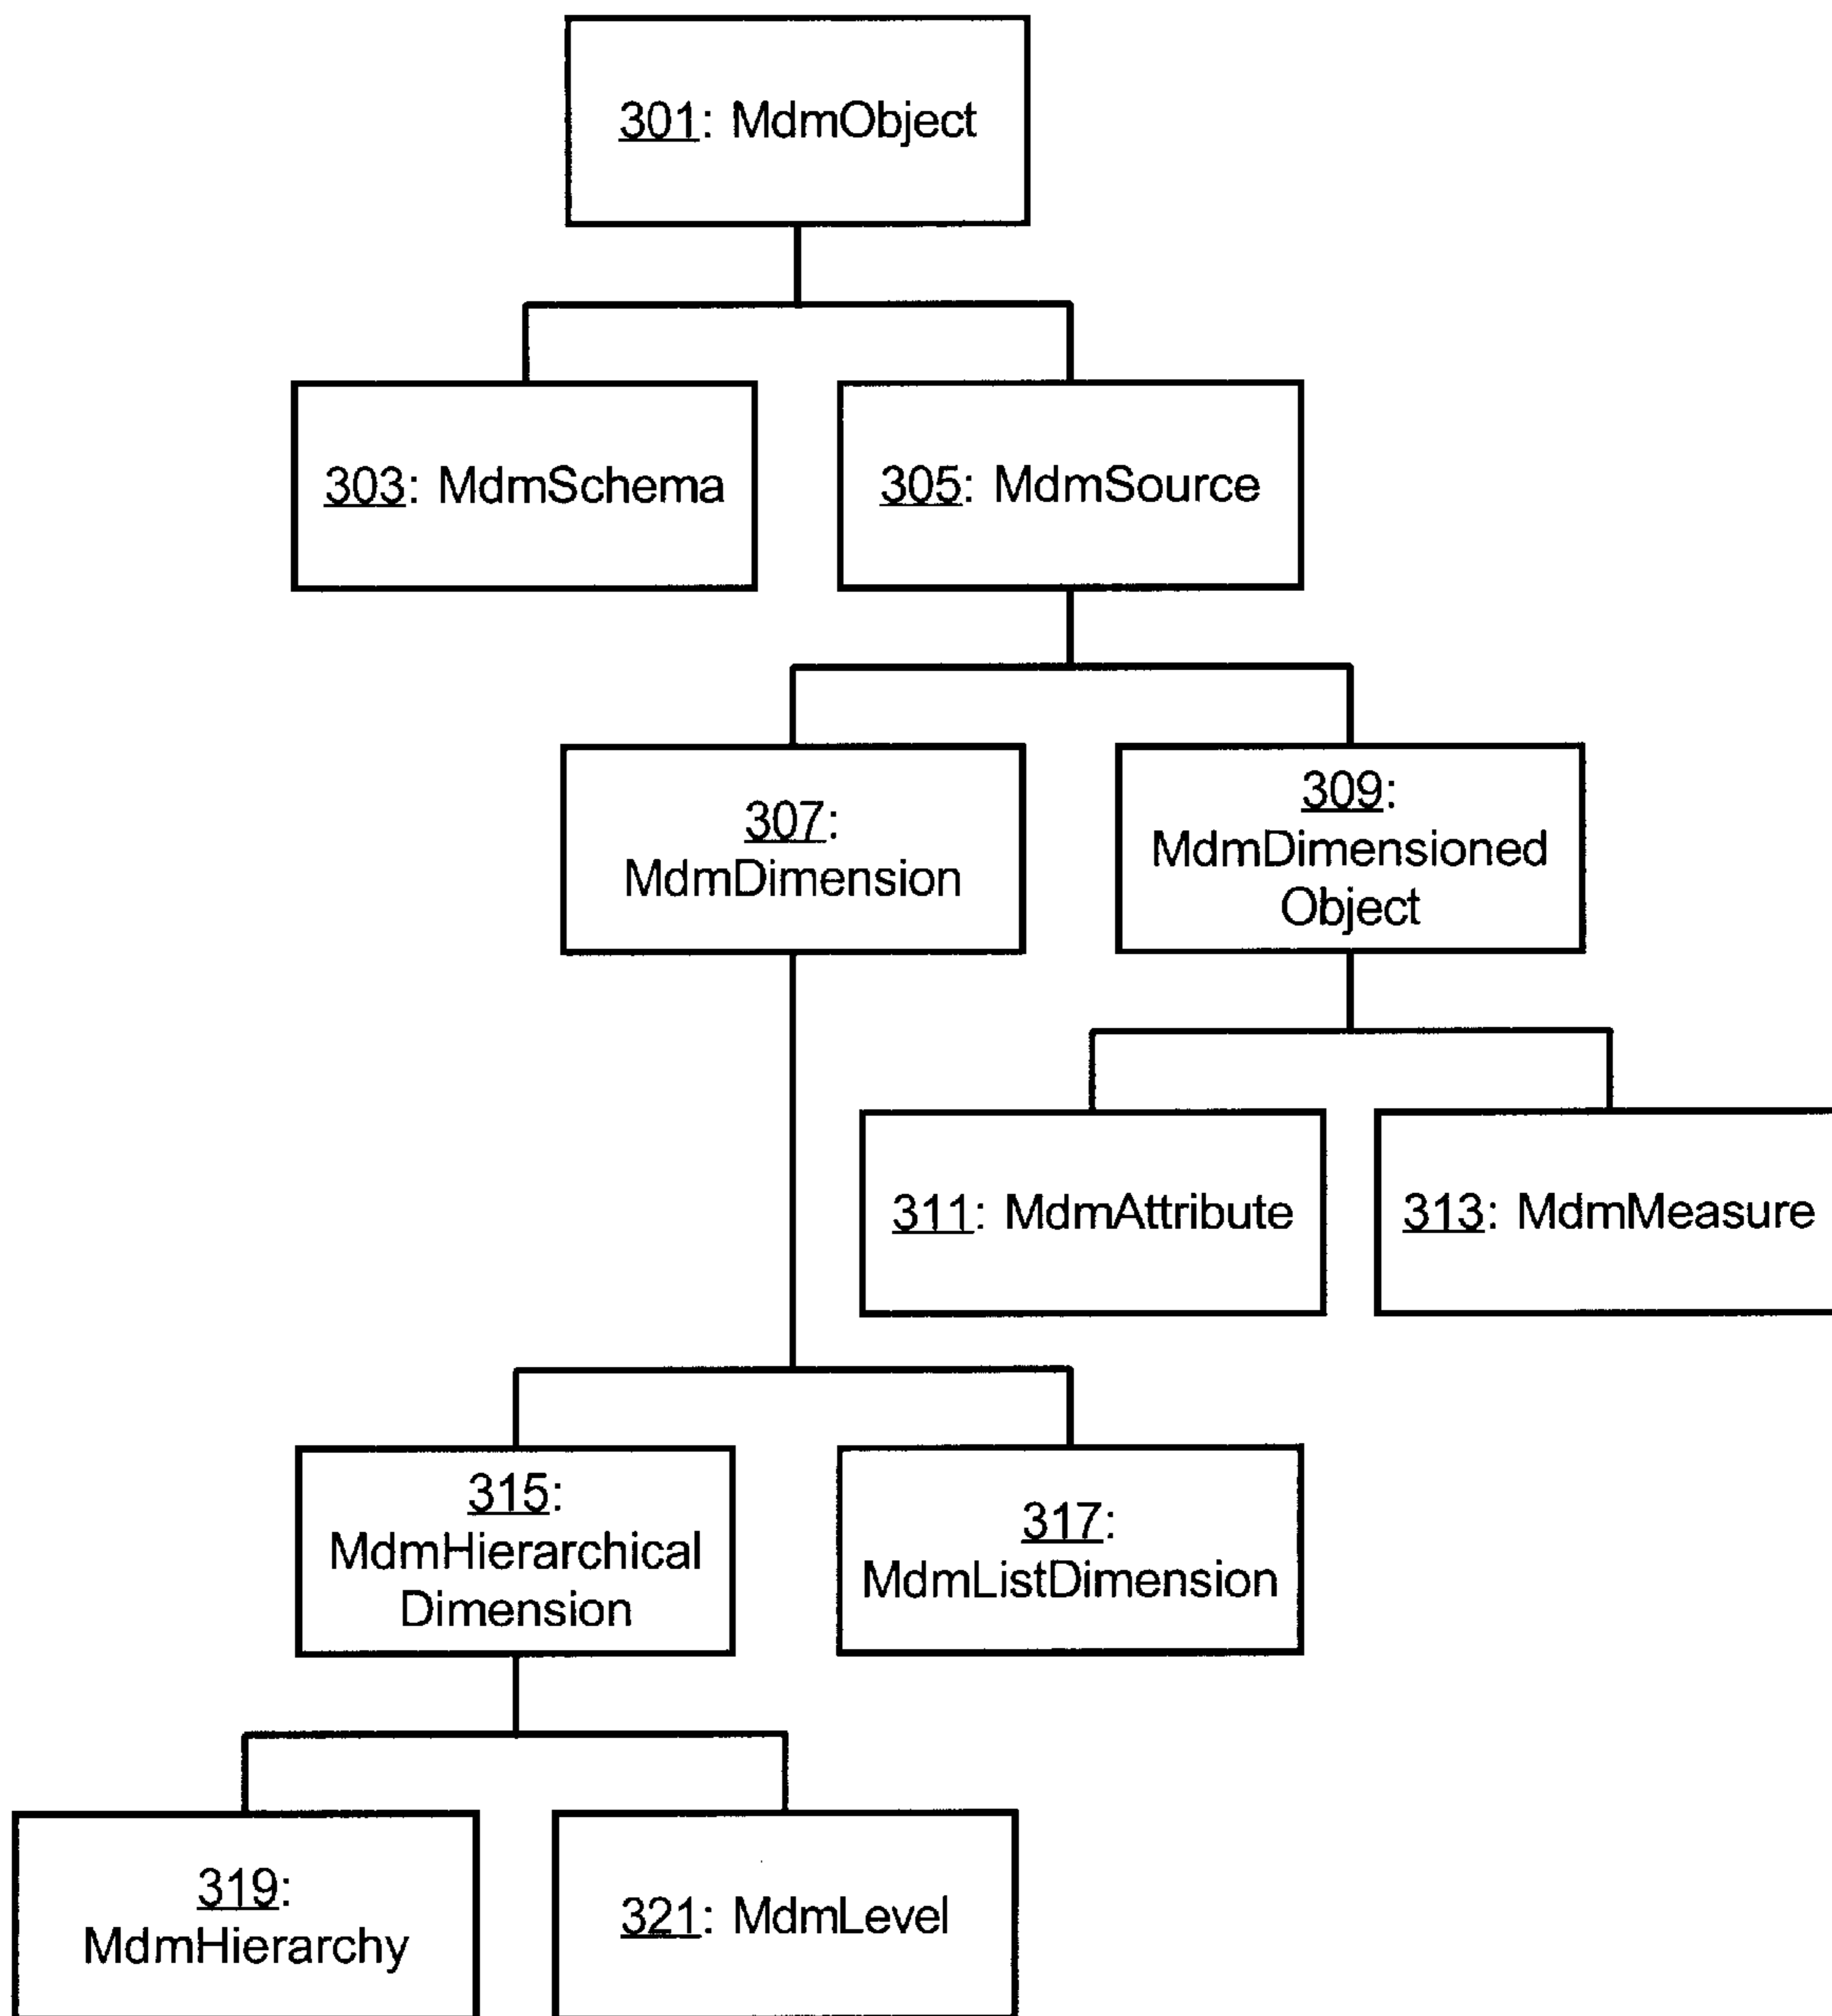 301: MdmObject
303: MdmSchema
305: MdmSource
307:
MdmDimension
309:
MdmDimensioned
Object
311: MdmAttribute
313: MdmMeasure
315:
MdmHierarchical
Dimension
317:
MdmListDimension
319:
MdmHierarchy
321: MdmLevel